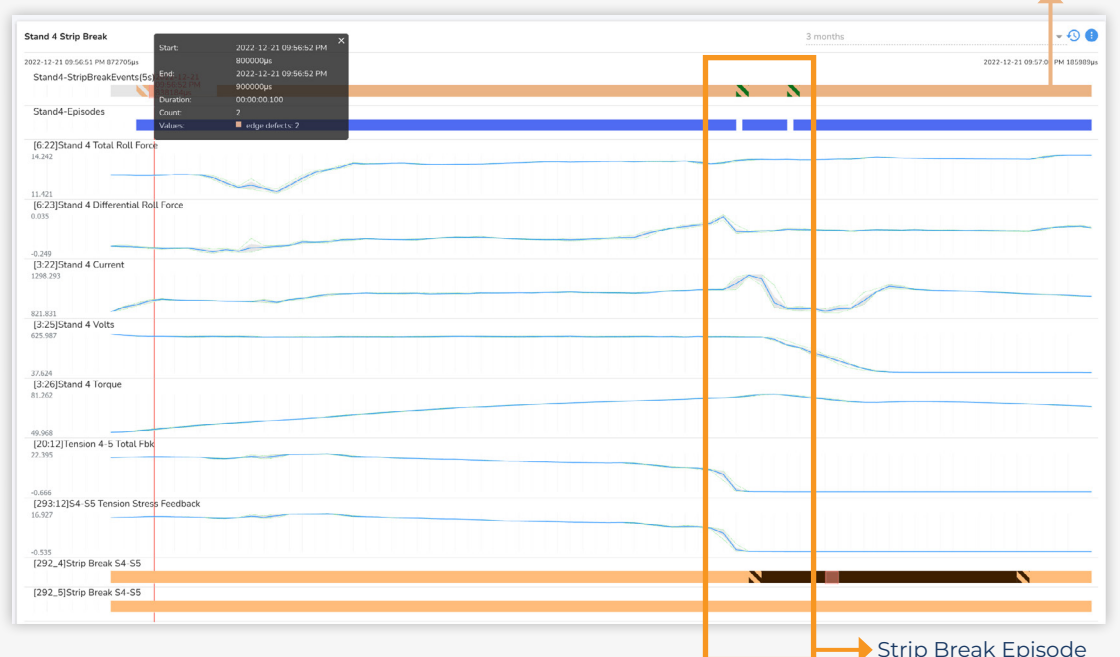 Stand 4 Strip Break
3 months
2022-12-21 09:56:51 PM 872705µs
2022-12-21 09:57:0 PM 185989µs
Start: 2022-12-21 09:56:52 PM
800000µs
End: 2022-12-21 09:56:52 PM
900000µs
Duration: 00:00:00.100
Count: 2
Values: edge defects: 2
Stand4-StripBreakEvents(5s)
Stand4-Episodes
[6:22]Stand 4 Total Roll Force
14.242
11.421
[6:23]Stand 4 Differential Roll Force
0.035
-0.249
[3:22]Stand 4 Current
1298.293
821.831
[3:25]Stand 4 Volts
625.987
37.624
[3:26]Stand 4 Torque
81.262
49.968
[20:12]Tension 4-5 Total Fbk
22.395
-0.666
[293:12]S4-S5 Tension Stress Feedback
16.927
-0.535
[292_4]Strip Break S4-S5
[292_5]Strip Break S4-S5
Strip Break Episode